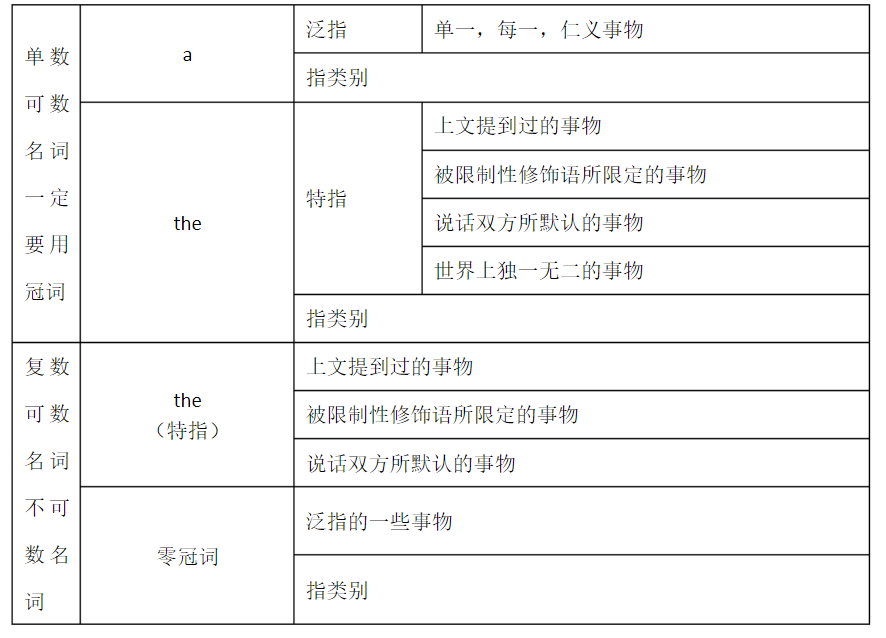 单数
可数
名词
一定
要用
冠词
a
泛指
单一，每一，仁义事物
指类别
the
特指
上文提到过的事物
被限制性修饰语所限定的事物
说话双方所默认的事物
世界上独一无二的事物
指类别
复数
可数
名词
不可
数名
词
the
（特指）
上文提到过的事物
被限制性修饰语所限定的事物
说话双方所默认的事物
零冠词
泛指的一些事物
指类别